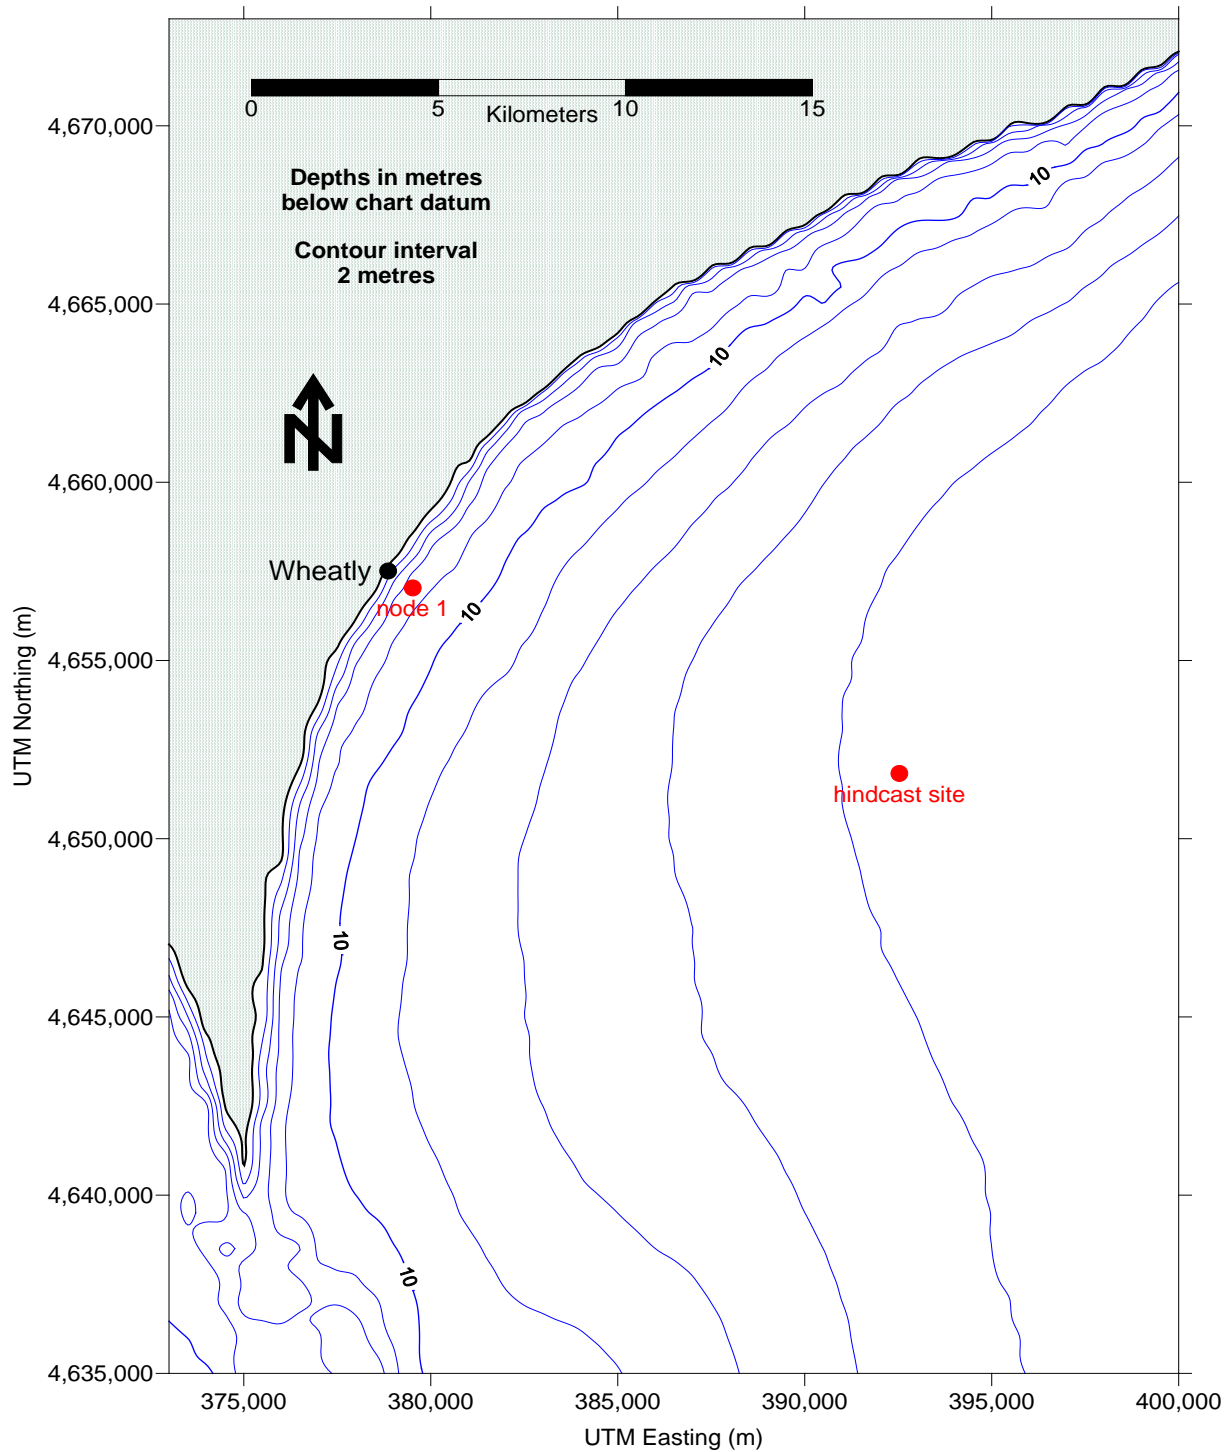 0 5 10 15
Kilometers
Depths in metres
below chart datum
Contour interval
2 metres
N
4,670,000
4,665,000
4,660,000
4,655,000
4,650,000
4,645,000
4,640,000
4,635,000
UTM Northing (m)
10
10
10
10
10
Wheatly
node 1
hindcast site
375,000 380,000 385,000 390,000 395,000 400,000
UTM Easting (m)